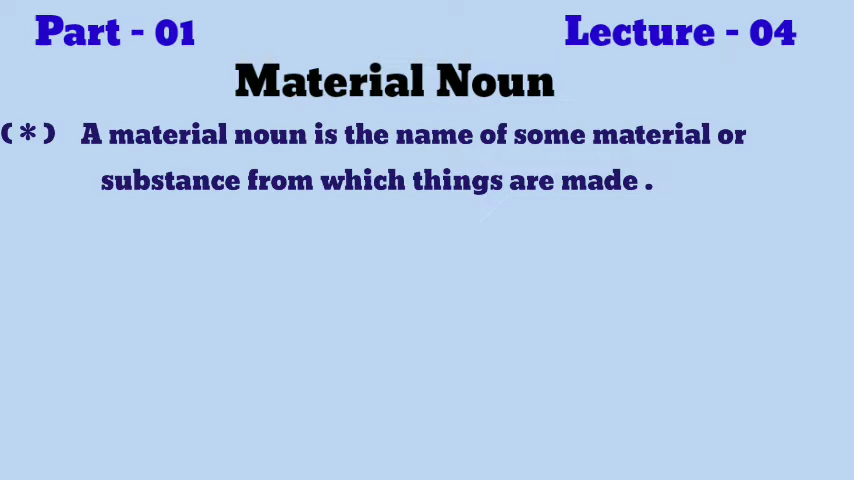 Part - 01
Lecture - 04
Material Noun
(*) A material noun is the name of some material or
substance from which things are made .